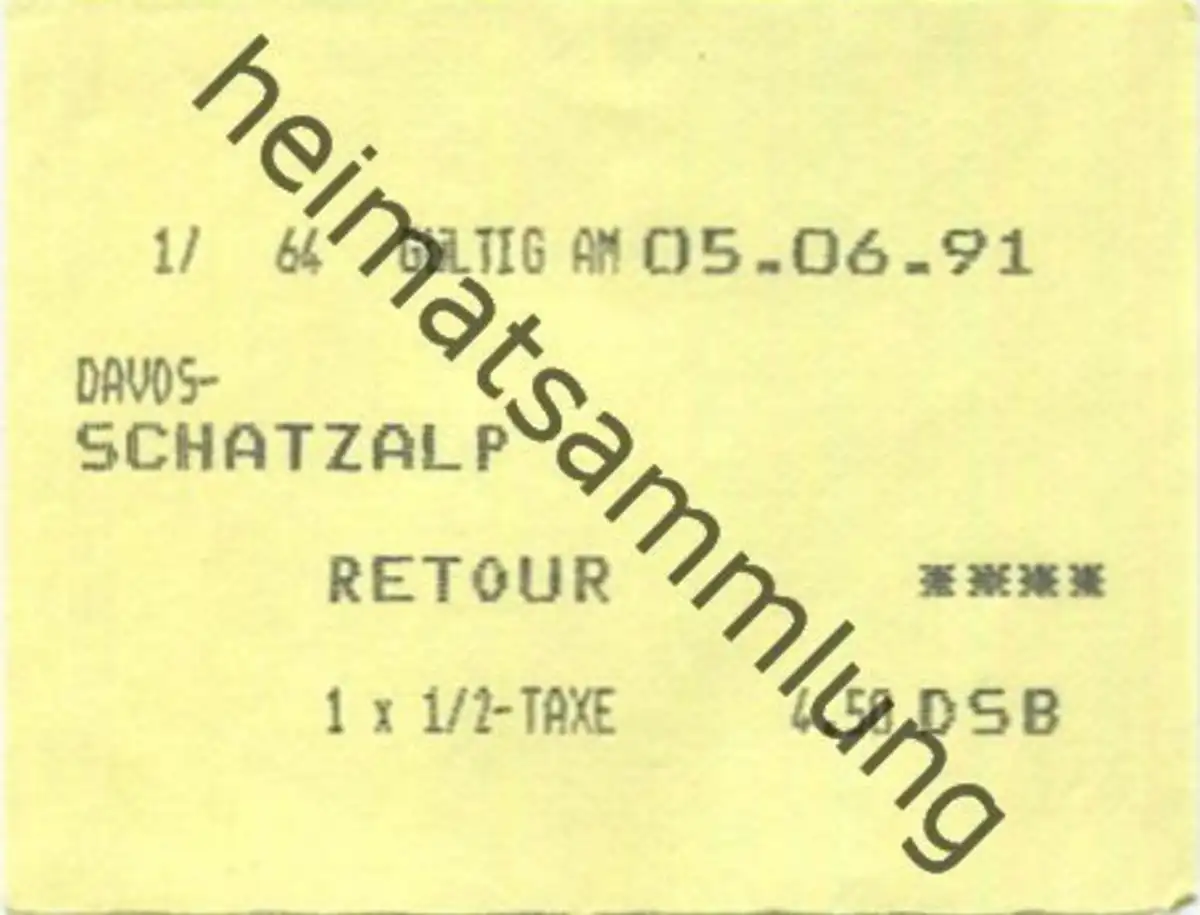 1/ 64 GÜLTIG AM 05.06.91
DAVOS-
SCHATZALP
RETOUR ****
1 x 1/2-TAXE 4.50 DSB
heimatsammlung